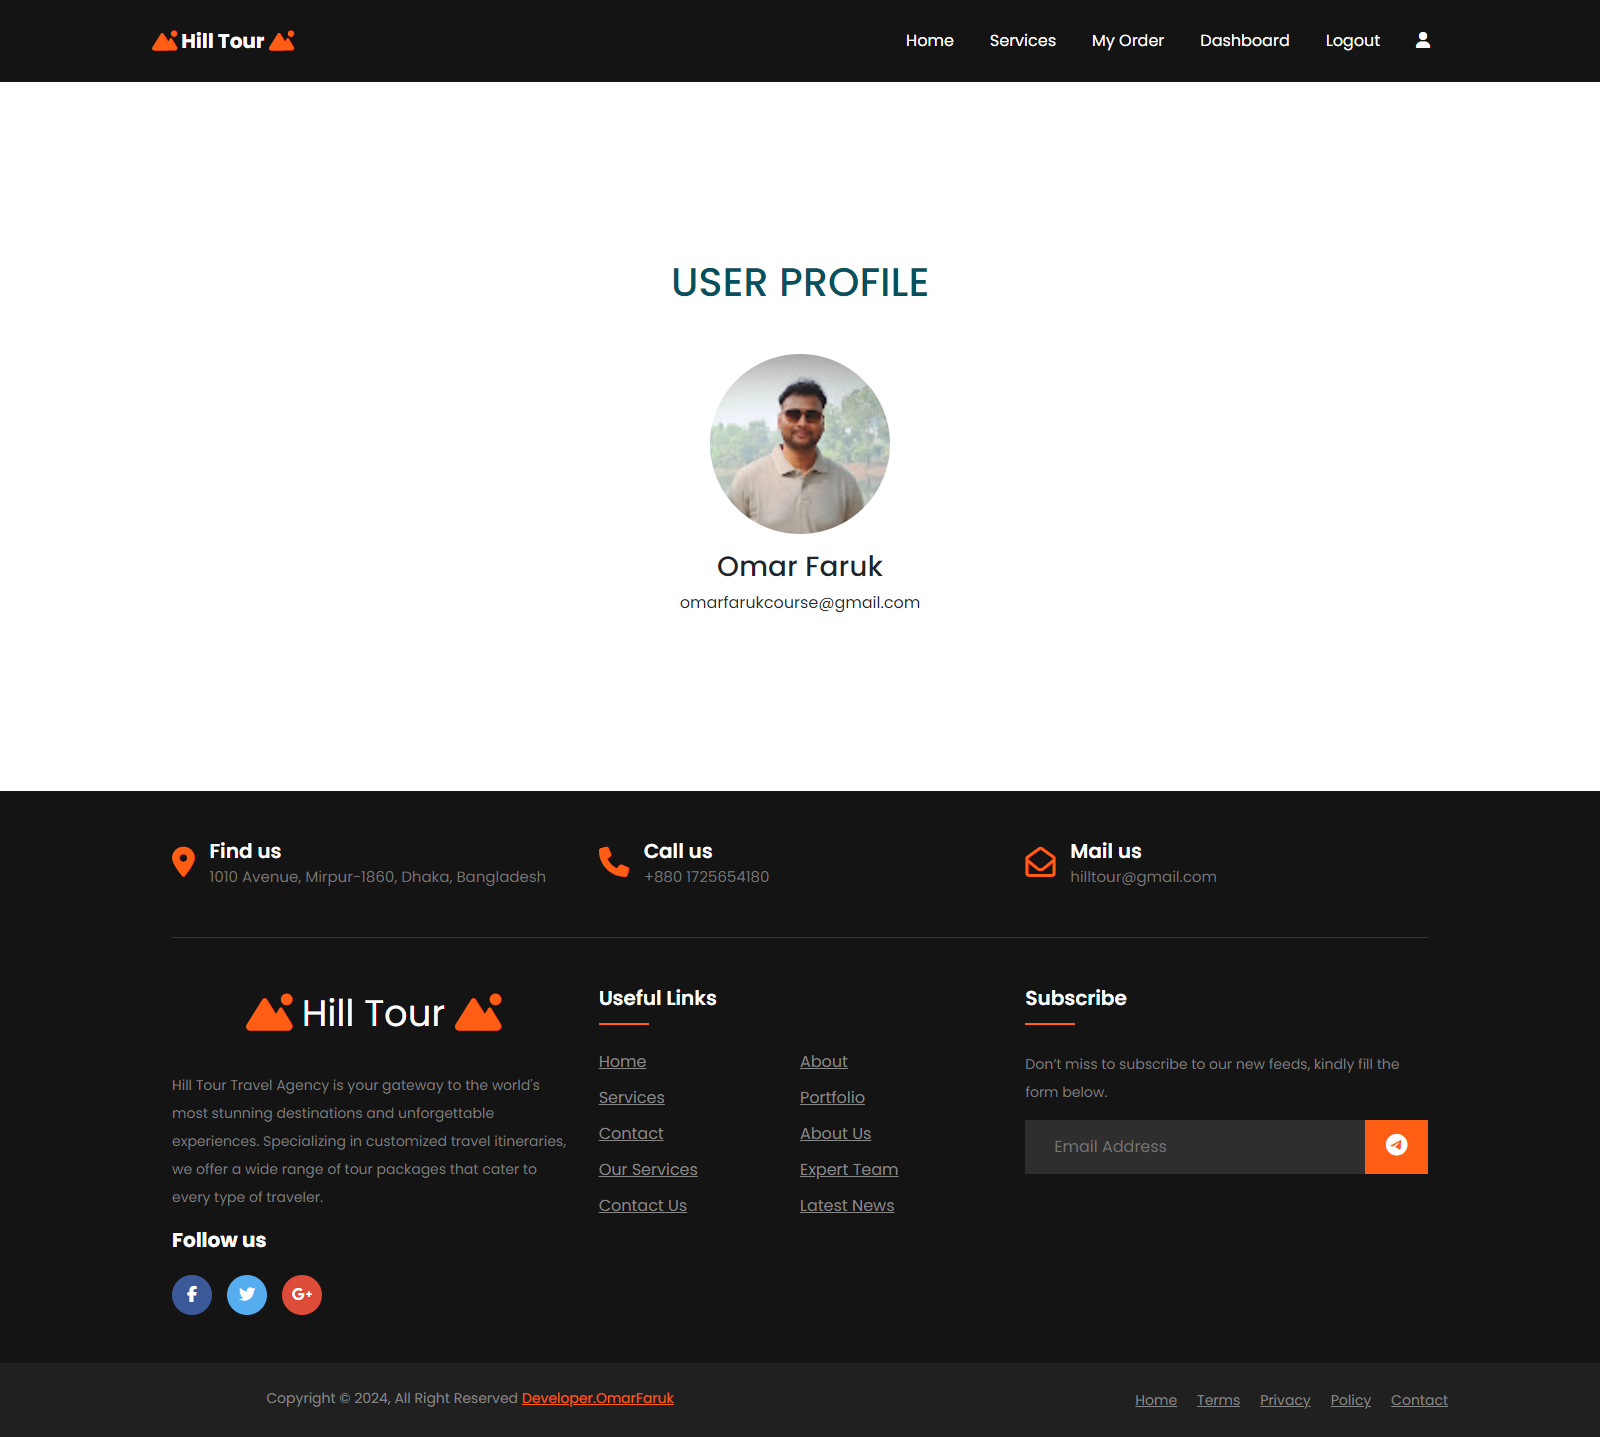 Hill Tour
Home Services My Order Dashboard Logout
USER PROFILE
Omar Faruk
omarfarukcourse@gmail.com
Find us
1010 Avenue, Mirpur-1860, Dhaka, Bangladesh
Call us
+880 1725654180
Mail us
hilltour@gmail.com
Hill Tour
Hill Tour Travel Agency is your gateway to the world's
most stunning destinations and unforgettable
experiences. Specializing in customized travel itineraries,
we offer a wide range of tour packages that cater to
every type of traveler.
Follow us
Useful Links
Home
About
Services
Portfolio
Contact
About Us
Our Services
Expert Team
Contact Us
Latest News
Subscribe
Don’t miss to subscribe to our new feeds, kindly fill the
form below.
Email Address
Copyright © 2024, All Right Reserved Developer.OmarFaruk
Home Terms Privacy Policy Contact